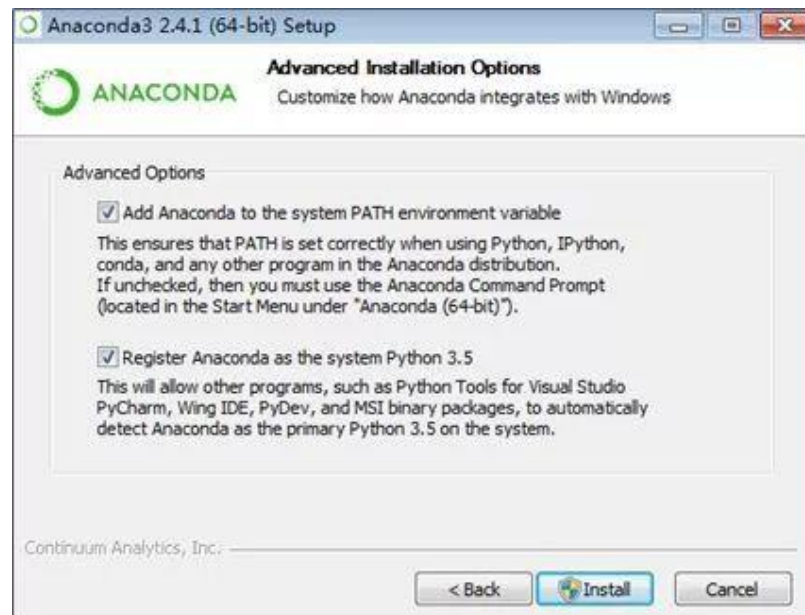 Anaconda3 2.4.1 (64-bit) Setup
ANACONDA
Advanced Installation Options
Customize how Anaconda integrates with Windows
Advanced Options
Add Anaconda to the system PATH environment variable
This ensures that PATH is set correctly when using Python, IPython,
conda, and any other program in the Anaconda distribution.
If unchecked, then you must use the Anaconda Command Prompt
(located in the Start Menu under "Anaconda (64-bit)").
Register Anaconda as the system Python 3.5
This will allow other programs, such as Python Tools for Visual Studio
PyCharm, Wing IDE, PyDev, and MSI binary packages, to automatically
detect Anaconda as the primary Python 3.5 on the system.
Continuum Analytics, Inc.
< Back
Install
Cancel